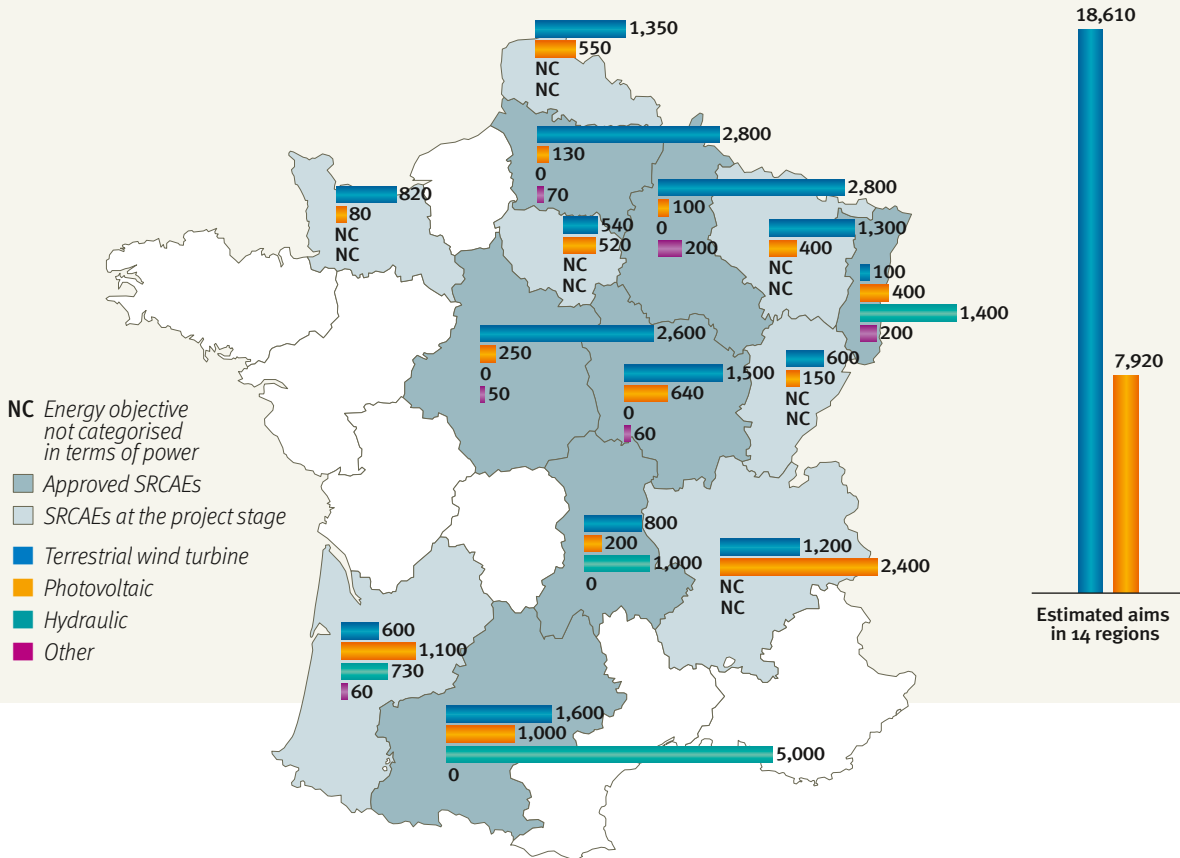 1,350
550
NC
NC
2,800
130
0
70
820
80
NC
NC
540
520
NC
NC
2,800
100
0
200
1,300
400
NC
NC
100
400
1,400
200
2,600
250
0
50
1,500
640
0
60
600
150
NC
NC
800
200
1,000
0
1,200
2,400
NC
NC
600
1,100
730
60
1,600
1,000
5,000
0
NC Energy objective
not categorised
in terms of power
Approved SRCAEs
SRCAEs at the project stage
Terrestrial wind turbine
Photovoltaic
Hydraulic
Other
18,610
7,920
Estimated aims
in 14 regions